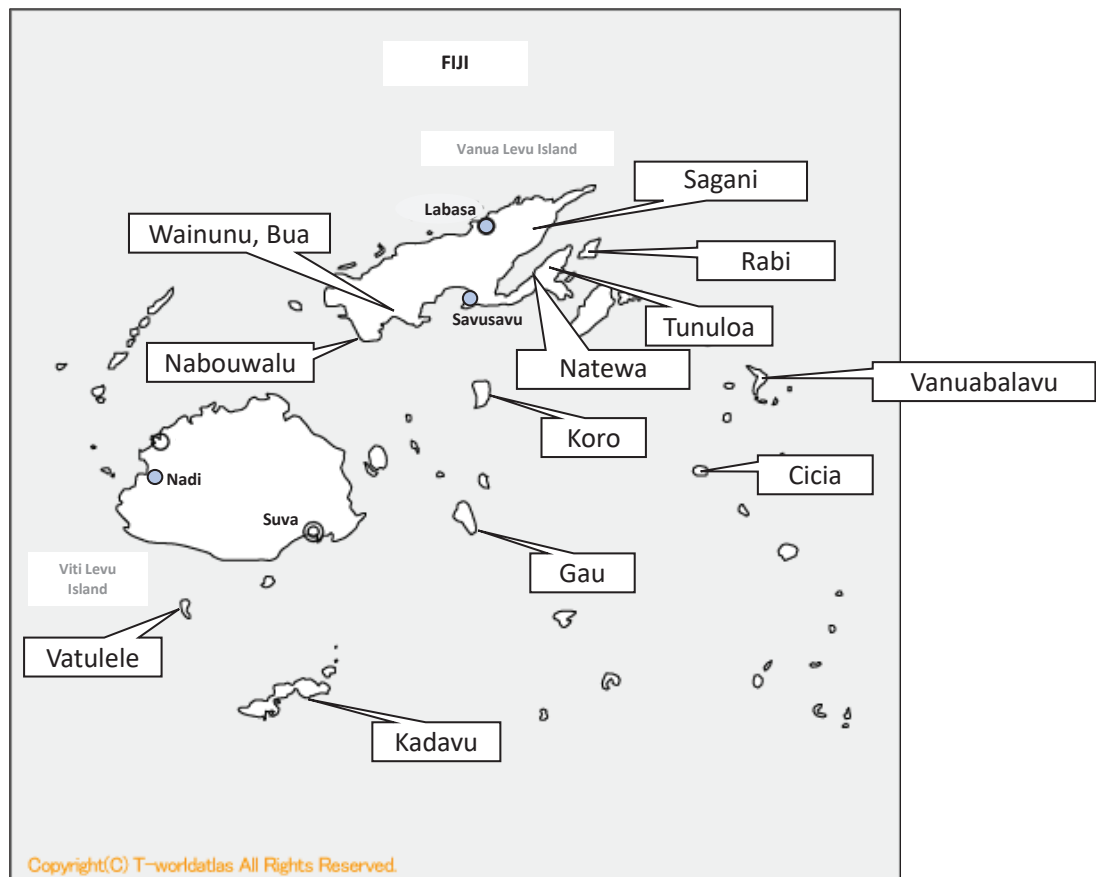 FIJI
Vanua Levu Island
Sagani
Labasa
Wainunu, Bua
Rabi
Savusavu
Tunuloa
Nabouwalu
Natewa
Vanuabalavu
Koro
Cicia
Nadi
Suva
Gau
Viti Levu
Island
Vatulele
Kadavu
Copyright(C) T-worldatlas All Rights Reserved.